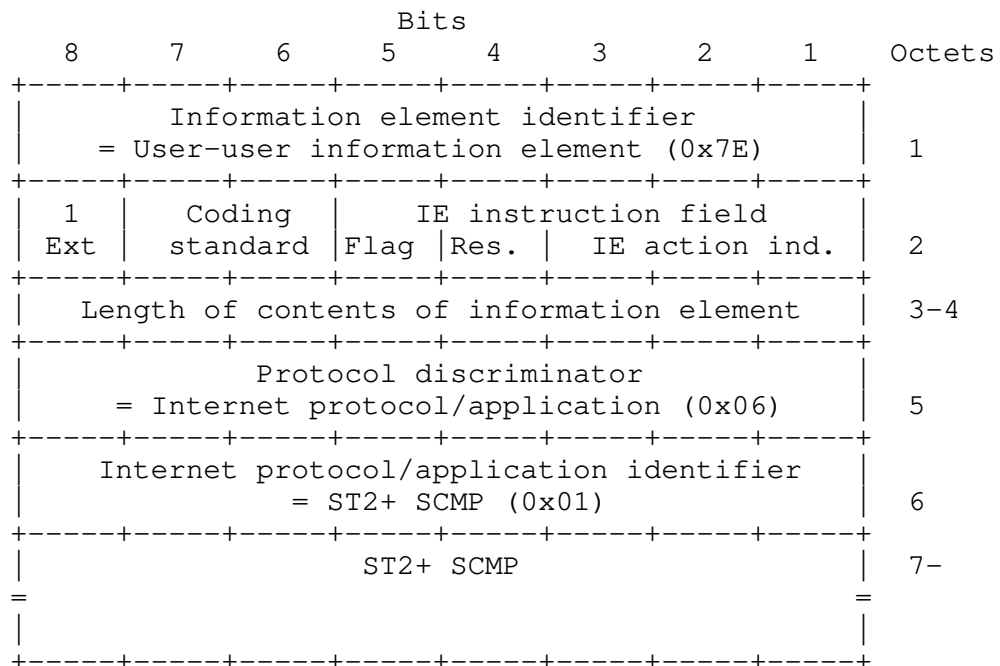 Bits
8 7 6 5 4 3 2 1 Octets
+-----+-----+-----+-----+-----+-----+-----+-----+
| Information element identifier |
| = User-user information element (0x7E) | 1
+-----+-----+-----+-----+-----+-----+-----+-----+
| 1 | Coding | IE instruction field |
| Ext | standard |Flag |Res. | IE action ind. | 2
+-----+-----+-----+-----+-----+-----+-----+-----+
| Length of contents of information element | 3-4
+-----+-----+-----+-----+-----+-----+-----+-----+
| Protocol discriminator |
| = Internet protocol/application (0x06) | 5
+-----+-----+-----+-----+-----+-----+-----+-----+
| Internet protocol/application identifier |
| = ST2+ SCMP (0x01) | 6
+-----+-----+-----+-----+-----+-----+-----+-----+
| ST2+ SCMP | 7-
= =
| |
+-----+-----+-----+-----+-----+-----+-----+-----+